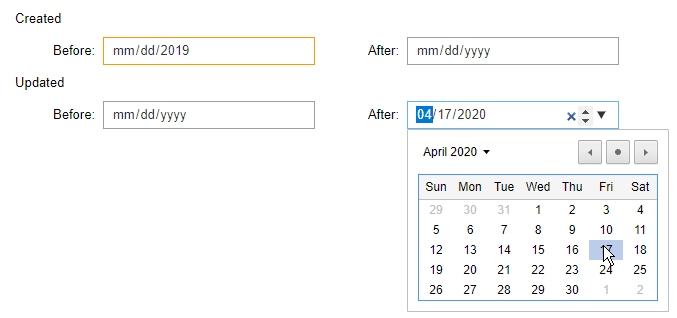 Created
Before: mm/dd/2019 After: mm/dd/yyyy
Updated
Before: mm/dd/yyyy After: 04/17/2020
April 2020
Sun Mon Tue Wed Thu Fri Sat
29 30 31 1 2 3 4
5 6 7 8 9 10 11
12 13 14 15 16 17 18
19 20 21 22 23 24 25
26 27 28 29 30 1 2